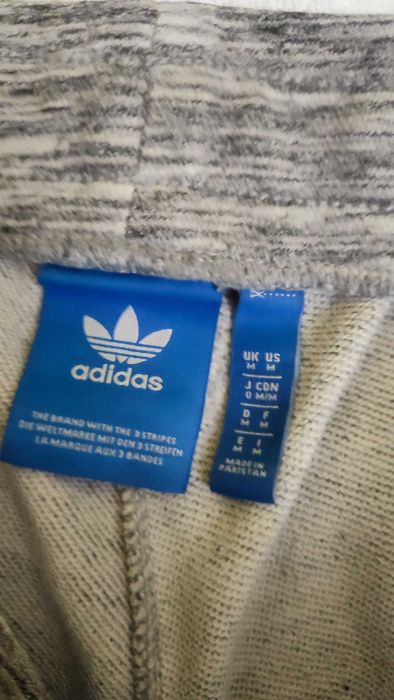 adidas
THE BRAND WITH THE 3 STRIPES
DIE WELTMARKE MIT DEN 3 STREIFEN
LA MARQUE AUX 3 BANDES
UK US
M M
J CDN
O M/M
D F
M M
E I
M M
MADE IN
PAKISTAN